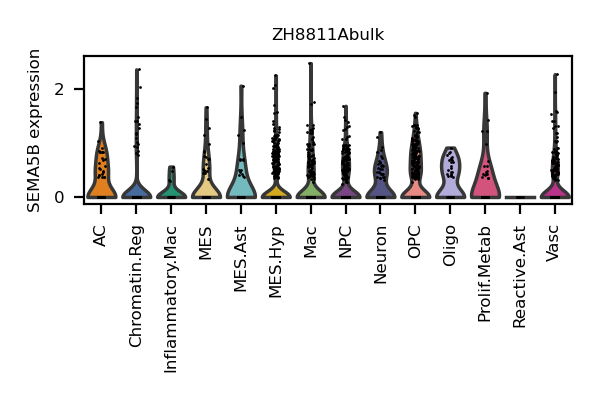 ZH8811Abulk
SEMA5B expression
2
0
AC
Chromatin.Reg
Inflammatory.Mac
MES
MES.Ast
MES.Hyp
Mac
NPC
Neuron
OPC
Oligo
Prolif.Metab
Reactive.Ast
Vasc